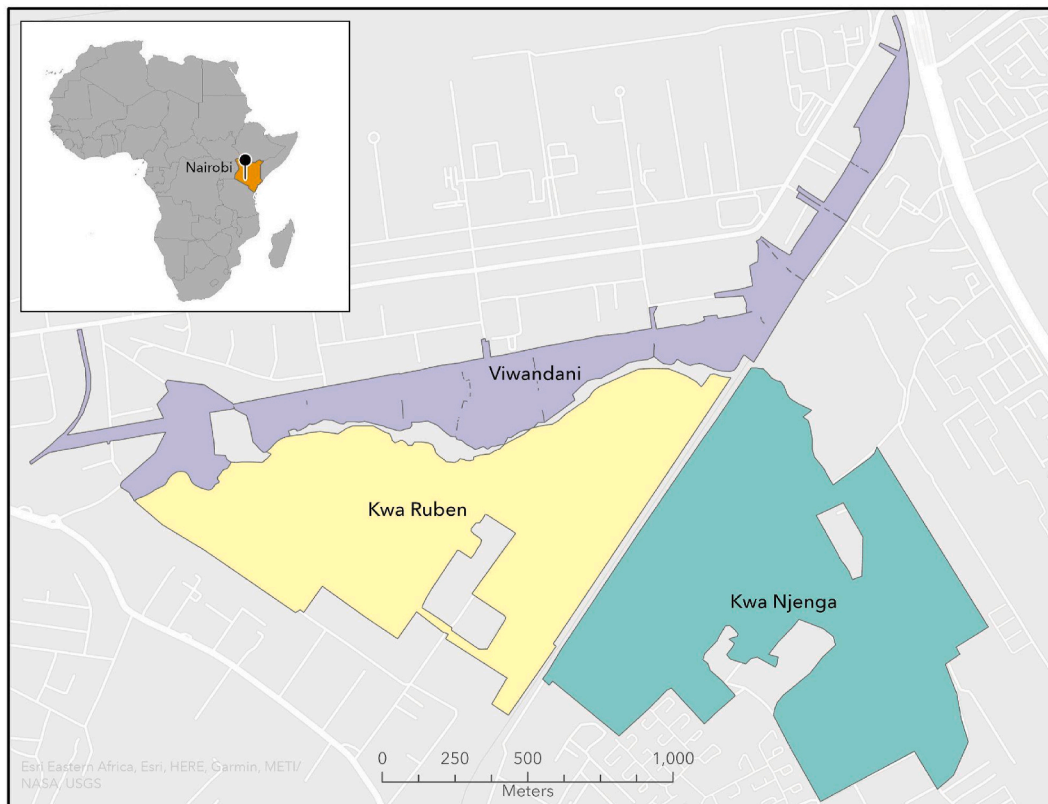 Nairobi
Viwandani
Kwa Ruben
Kwa Njenga
0 250 500 1,000
Meters
Esri Eastern Africa, Esri, HERE, Garmin, METI/
NASA, USGS